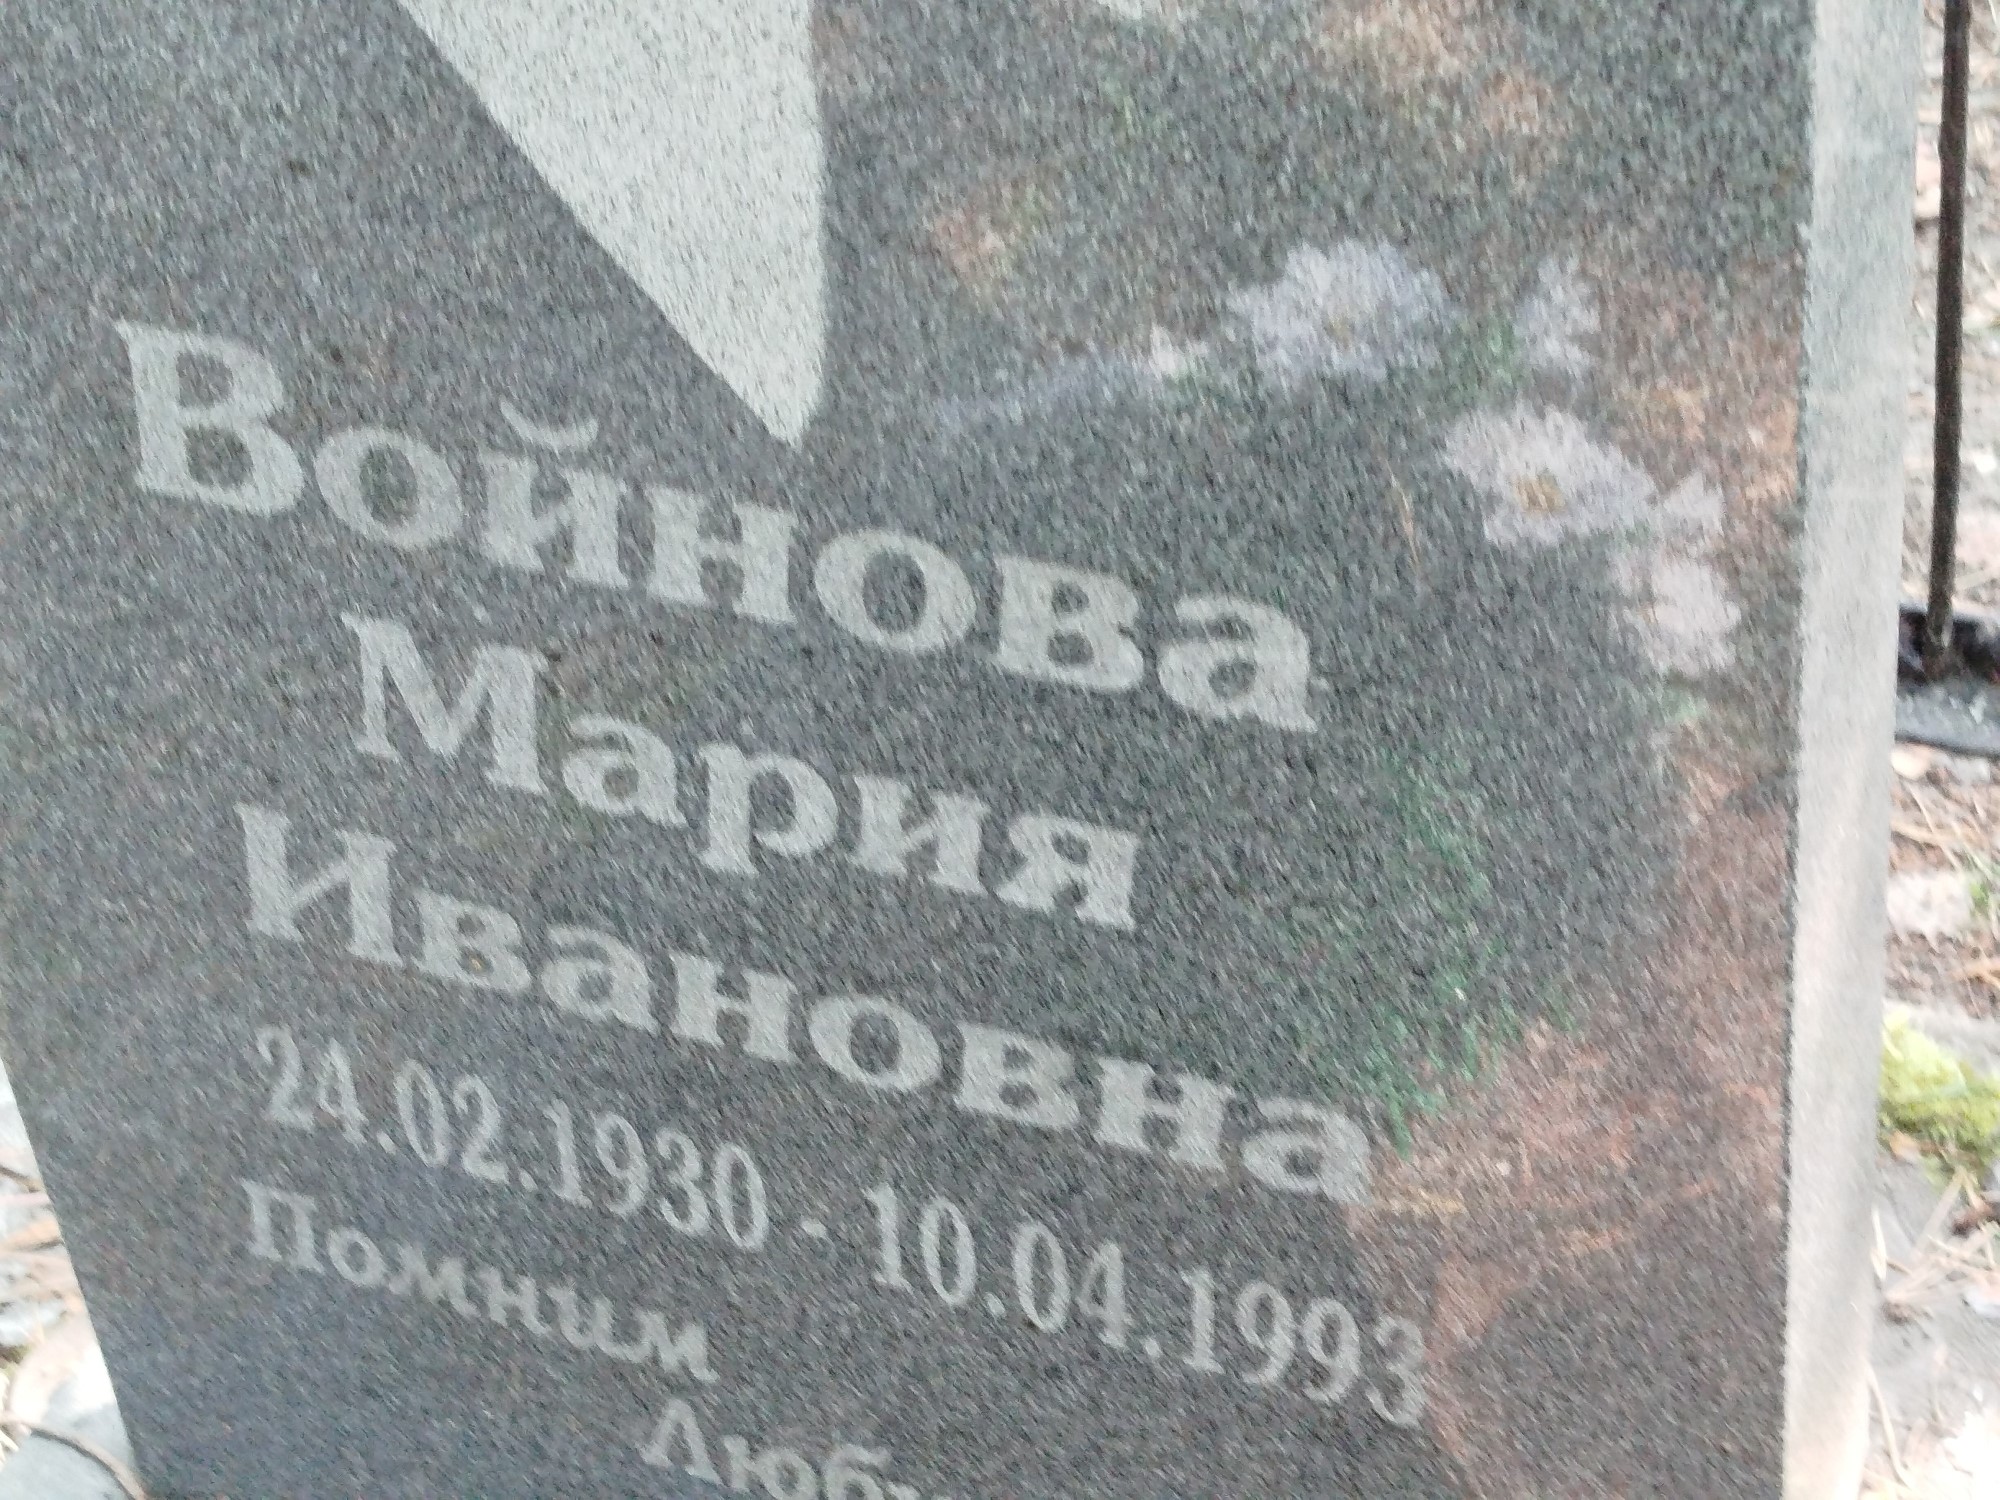 Войнова
Мария
Ивановна
24.02.1930 - 10.04.1993
Помним